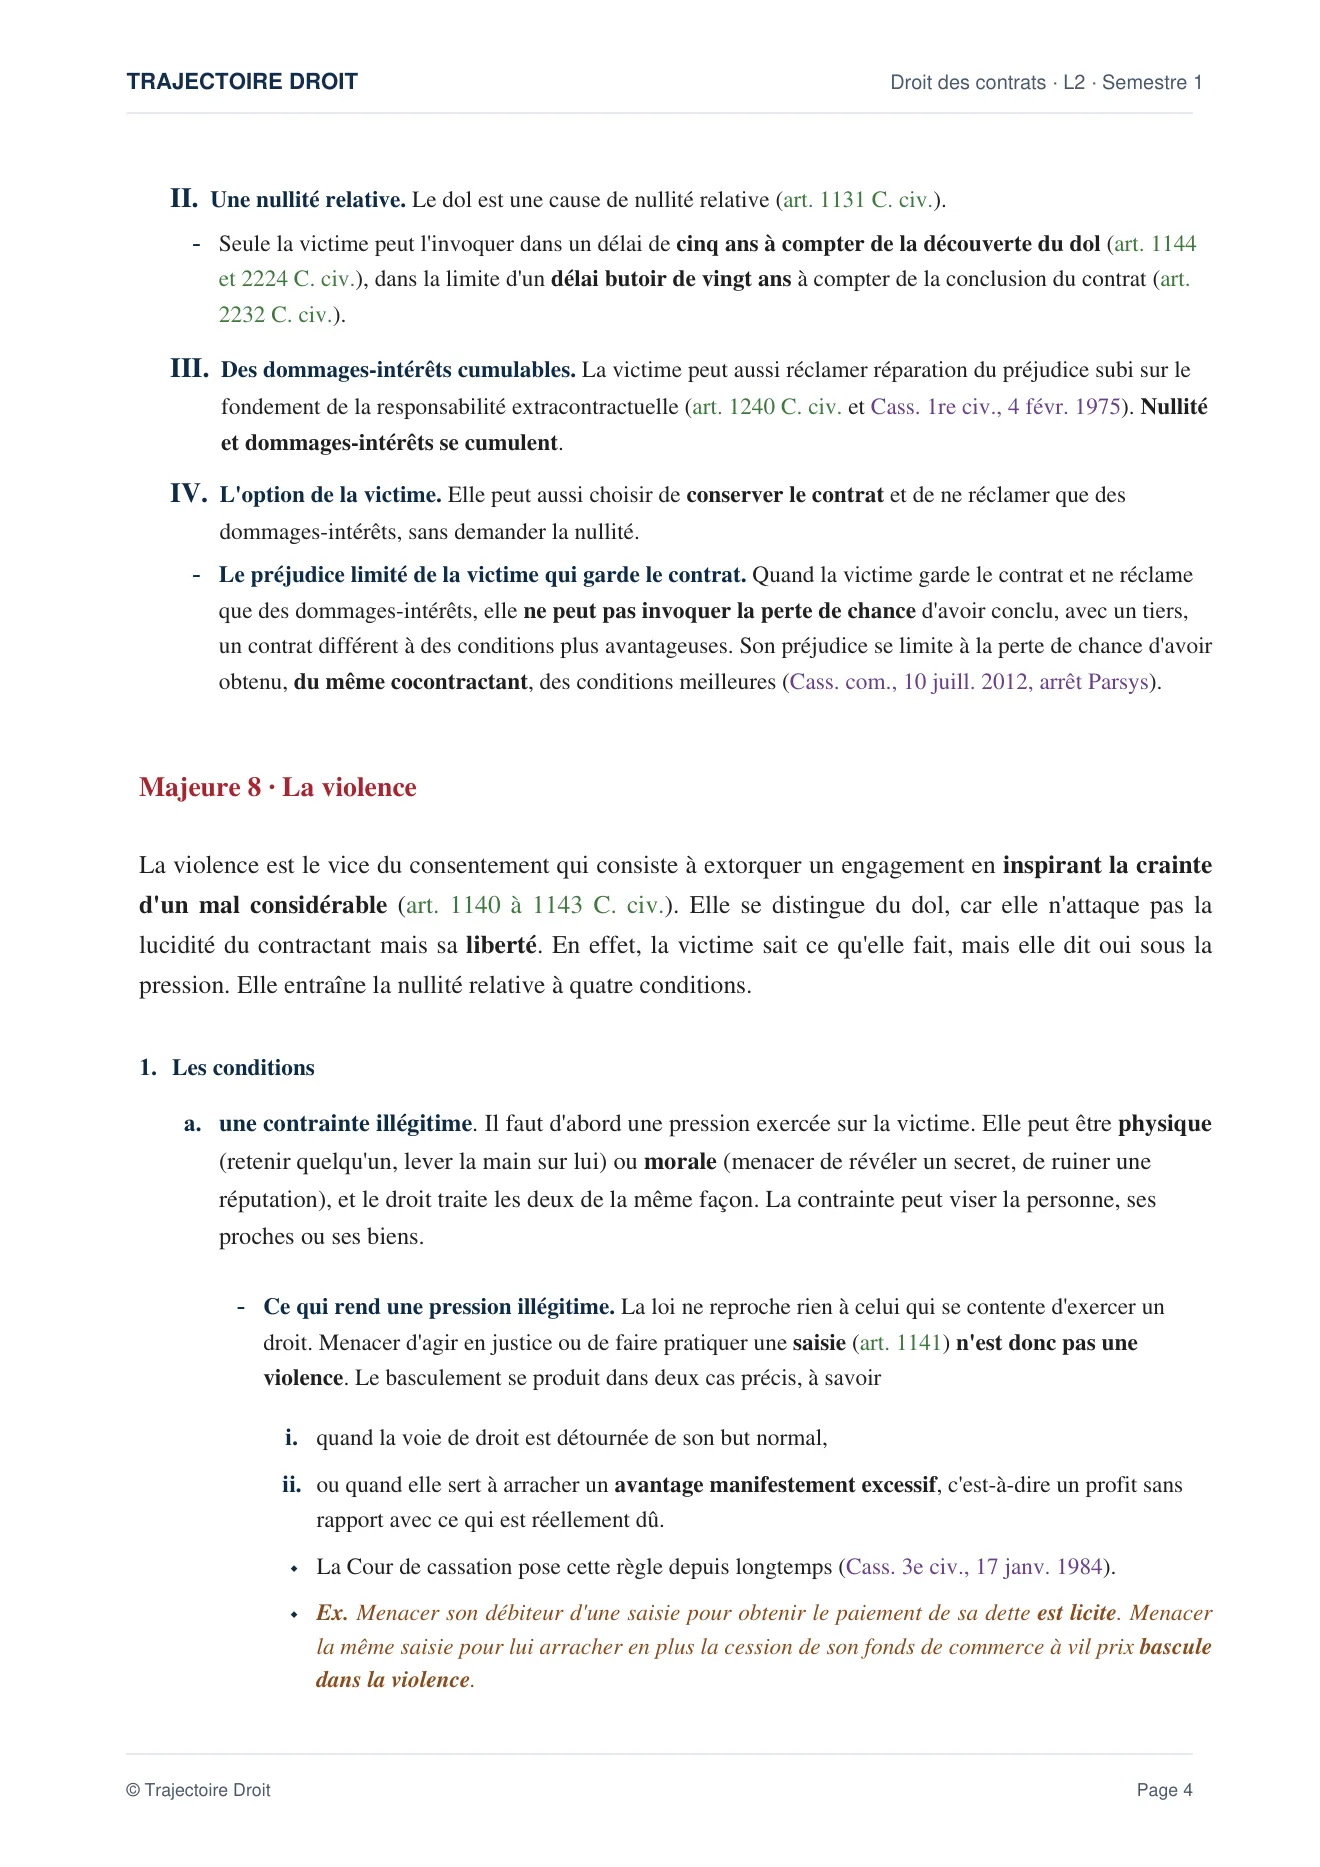 TRAJECTOIRE DROIT
Droit des contrats · L2 · Semestre 1
II. Une nullité relative. Le dol est une cause de nullité relative (art. 1131 C. civ.).
- Seule la victime peut l'invoquer dans un délai de cinq ans à compter de la découverte du dol (art. 1144
et 2224 C. civ.), dans la limite d'un délai butoir de vingt ans à compter de la conclusion du contrat (art.
2232 C. civ.).
III. Des dommages-intérêts cumulables. La victime peut aussi réclamer réparation du préjudice subi sur le
fondement de la responsabilité extracontractuelle (art. 1240 C. civ. et Cass. 1re civ., 4 févr. 1975). Nullité
et dommages-intérêts se cumulent.
IV. L'option de la victime. Elle peut aussi choisir de conserver le contrat et de ne réclamer que des
dommages-intérêts, sans demander la nullité.
- Le préjudice limité de la victime qui garde le contrat. Quand la victime garde le contrat et ne réclame
que des dommages-intérêts, elle ne peut pas invoquer la perte de chance d'avoir conclu, avec un tiers,
un contrat différent à des conditions plus avantageuses. Son préjudice se limite à la perte de chance d'avoir
obtenu, du même cocontractant, des conditions meilleures (Cass. com., 10 juill. 2012, arrêt Parsys).
Majeure 8 · La violence
La violence est le vice du consentement qui consiste à extorquer un engagement en inspirant la crainte
d'un mal considérable (art. 1140 à 1143 C. civ.). Elle se distingue du dol, car elle n'attaque pas la
lucidité du contractant mais sa liberté. En effet, la victime sait ce qu'elle fait, mais elle dit oui sous la
pression. Elle entraîne la nullité relative à quatre conditions.
1. Les conditions
a. une contrainte illégitime. Il faut d'abord une pression exercée sur la victime. Elle peut être physique
(retenir quelqu'un, lever la main sur lui) ou morale (menacer de révéler un secret, de ruiner une
réputation), et le droit traite les deux de la même façon. La contrainte peut viser la personne, ses
proches ou ses biens.
- Ce qui rend une pression illégitime. La loi ne reproche rien à celui qui se contente d'exercer un
droit. Menacer d'agir en justice ou de faire pratiquer une saisie (art. 1141) n'est donc pas une
violence. Le basculement se produit dans deux cas précis, à savoir
i. quand la voie de droit est détournée de son but normal,
ii. ou quand elle sert à arracher un avantage manifestement excessif, c'est-à-dire un profit sans
rapport avec ce qui est réellement dû.
⬩ La Cour de cassation pose cette règle depuis longtemps (Cass. 3e civ., 17 janv. 1984).
⬩ Ex. Menacer son débiteur d'une saisie pour obtenir le paiement de sa dette est licite. Menacer
la même saisie pour lui arracher en plus la cession de son fonds de commerce à vil prix bascule
dans la violence.
© Trajectoire Droit
Page 4